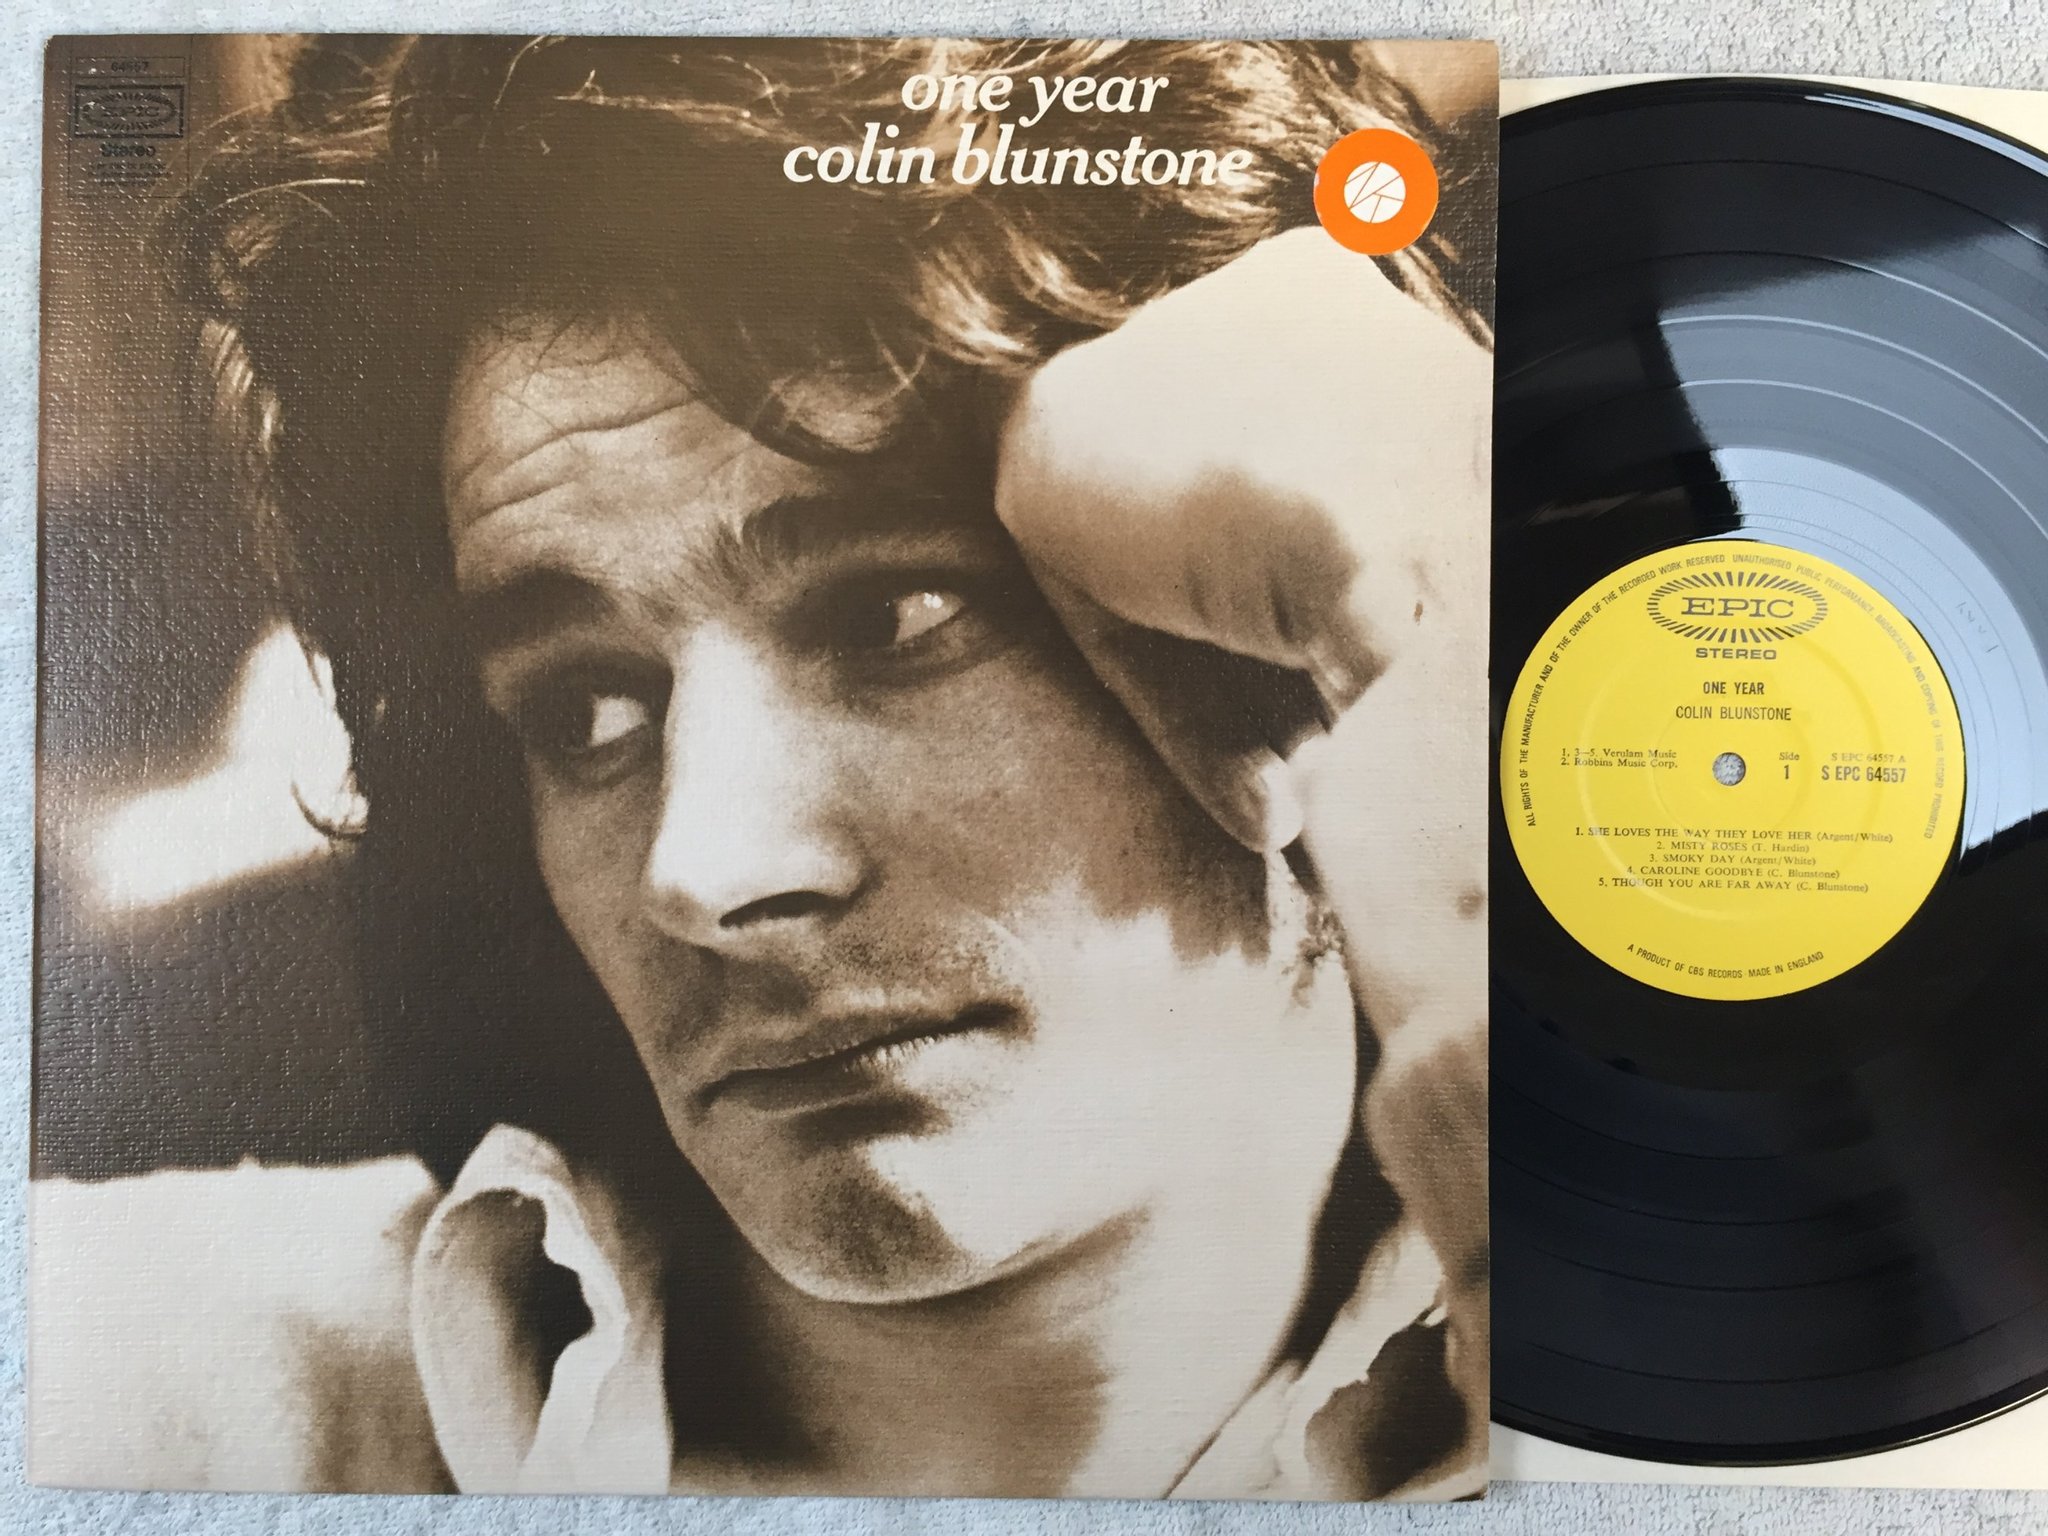 64557
EPIC
Stereo
one year
colin blunstone
ALL RIGHTS OF THE MANUFACTURER AND OF THE OWNER OF THE RECORDED WORK RESERVED UNAUTHORISED PUBLIC PERFORMANCE, BROADCASTING AND COPYING OF THIS RECORD PROHIBITED
EPIC
STEREO
ONE YEAR
COLIN BLUNSTONE
1. 3—5. Verulam Music
2. Robbins Music Corp.
Side
1
S EPC 64557 A
S EPC 64557
1. SHE LOVES THE WAY THEY LOVE HER (Argent/White)
2. MISTY ROSES (T. Hardin)
3. SMOKY DAY (Argent/White)
4. CAROLINE GOODBYE (C. Blunstone)
5. THOUGH YOU ARE FAR AWAY (C. Blunstone)
A PRODUCT OF CBS RECORDS · MADE IN ENGLAND